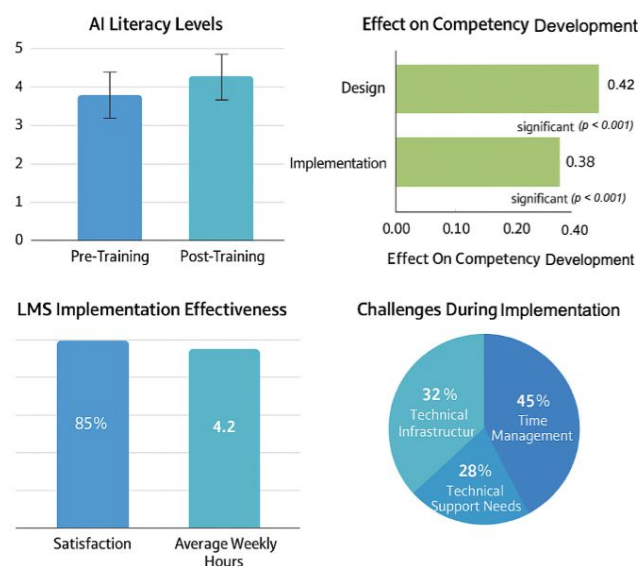 AI Literacy Levels
5
4
3
4
2
1
0
Pre-Training
Post-Training
Effect on Competency Development
Design
0.42
significant (p < 0.001)
Implementation
0.38
significant (p < 0.001)
0.00
0.10
0.20
0.40
Effect On Competency Development
LMS Implementation Effectiveness
85%
4.2
Satisfaction
Average Weekly
Hours
Challenges During Implementation
32 %
Technical
Infrastructur
45%
Time
Management
28%
Technical
Support Needs